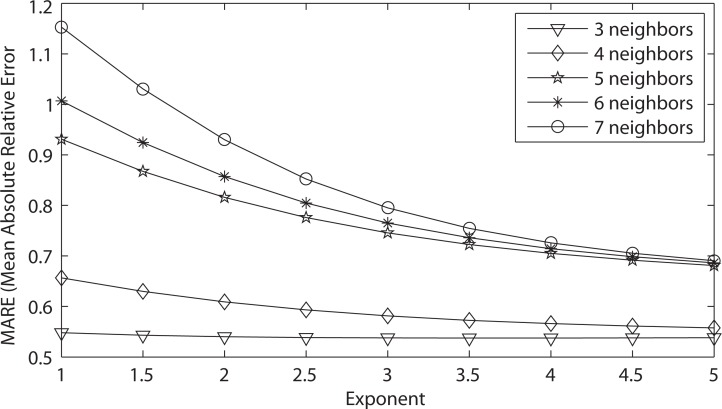 1.2
1.1
1
0.9
0.8
0.7
0.6
0.5
MARE (Mean Absolute Relative Error)
3 neighbors
4 neighbors
5 neighbors
6 neighbors
7 neighbors
1 1.5 2 2.5 3 3.5 4 4.5 5
Exponent